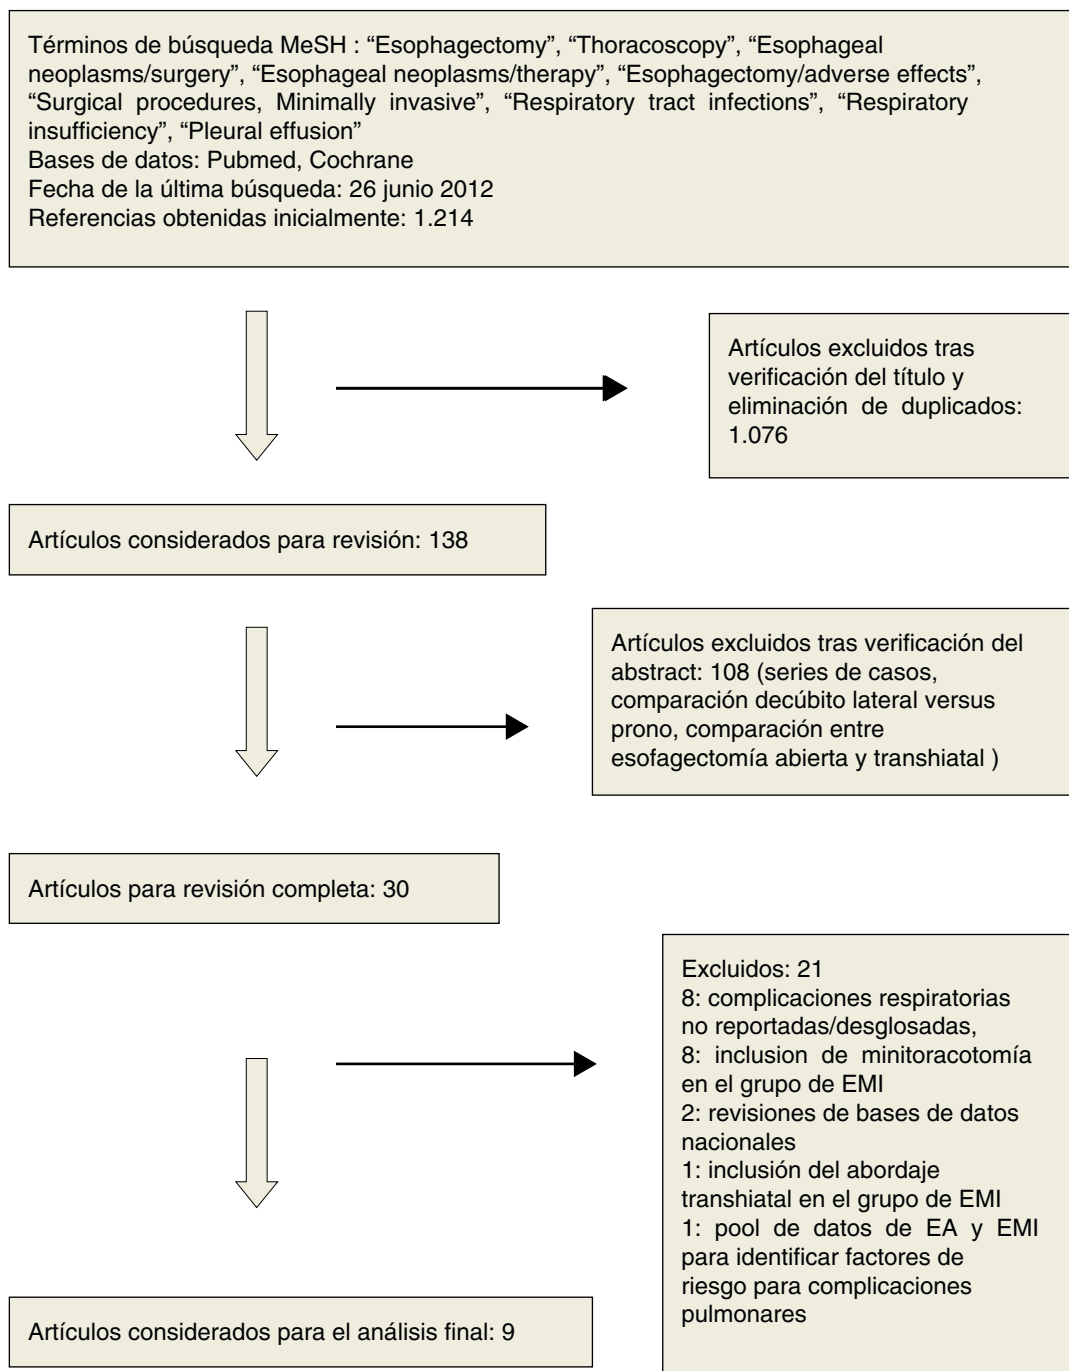 Términos de búsqueda MeSH : “Esophagectomy”, “Thoracoscopy”, “Esophageal
neoplasms/surgery”, “Esophageal neoplasms/therapy”, “Esophagectomy/adverse effects”,
“Surgical procedures, Minimally invasive”, “Respiratory tract infections”, “Respiratory
insufficiency”, “Pleural effusion”
Bases de datos: Pubmed, Cochrane
Fecha de la última búsqueda: 26 junio 2012
Referencias obtenidas inicialmente: 1.214
Artículos excluidos tras
verificación del título y
eliminación de duplicados:
1.076
Artículos considerados para revisión: 138
Artículos excluidos tras verificación del
abstract: 108 (series de casos,
comparación decúbito lateral versus
prono, comparación entre
esofagectomía abierta y transhiatal )
Artículos para revisión completa: 30
Excluidos: 21
8: complicaciones respiratorias
no reportadas/desglosadas,
8: inclusion de minitoracotomía
en el grupo de EMI
2: revisiones de bases de datos
nacionales
1: inclusión del abordaje
transhiatal en el grupo de EMI
1: pool de datos de EA y EMI
para identificar factores de
riesgo para complicaciones
pulmonares
Artículos considerados para el análisis final: 9